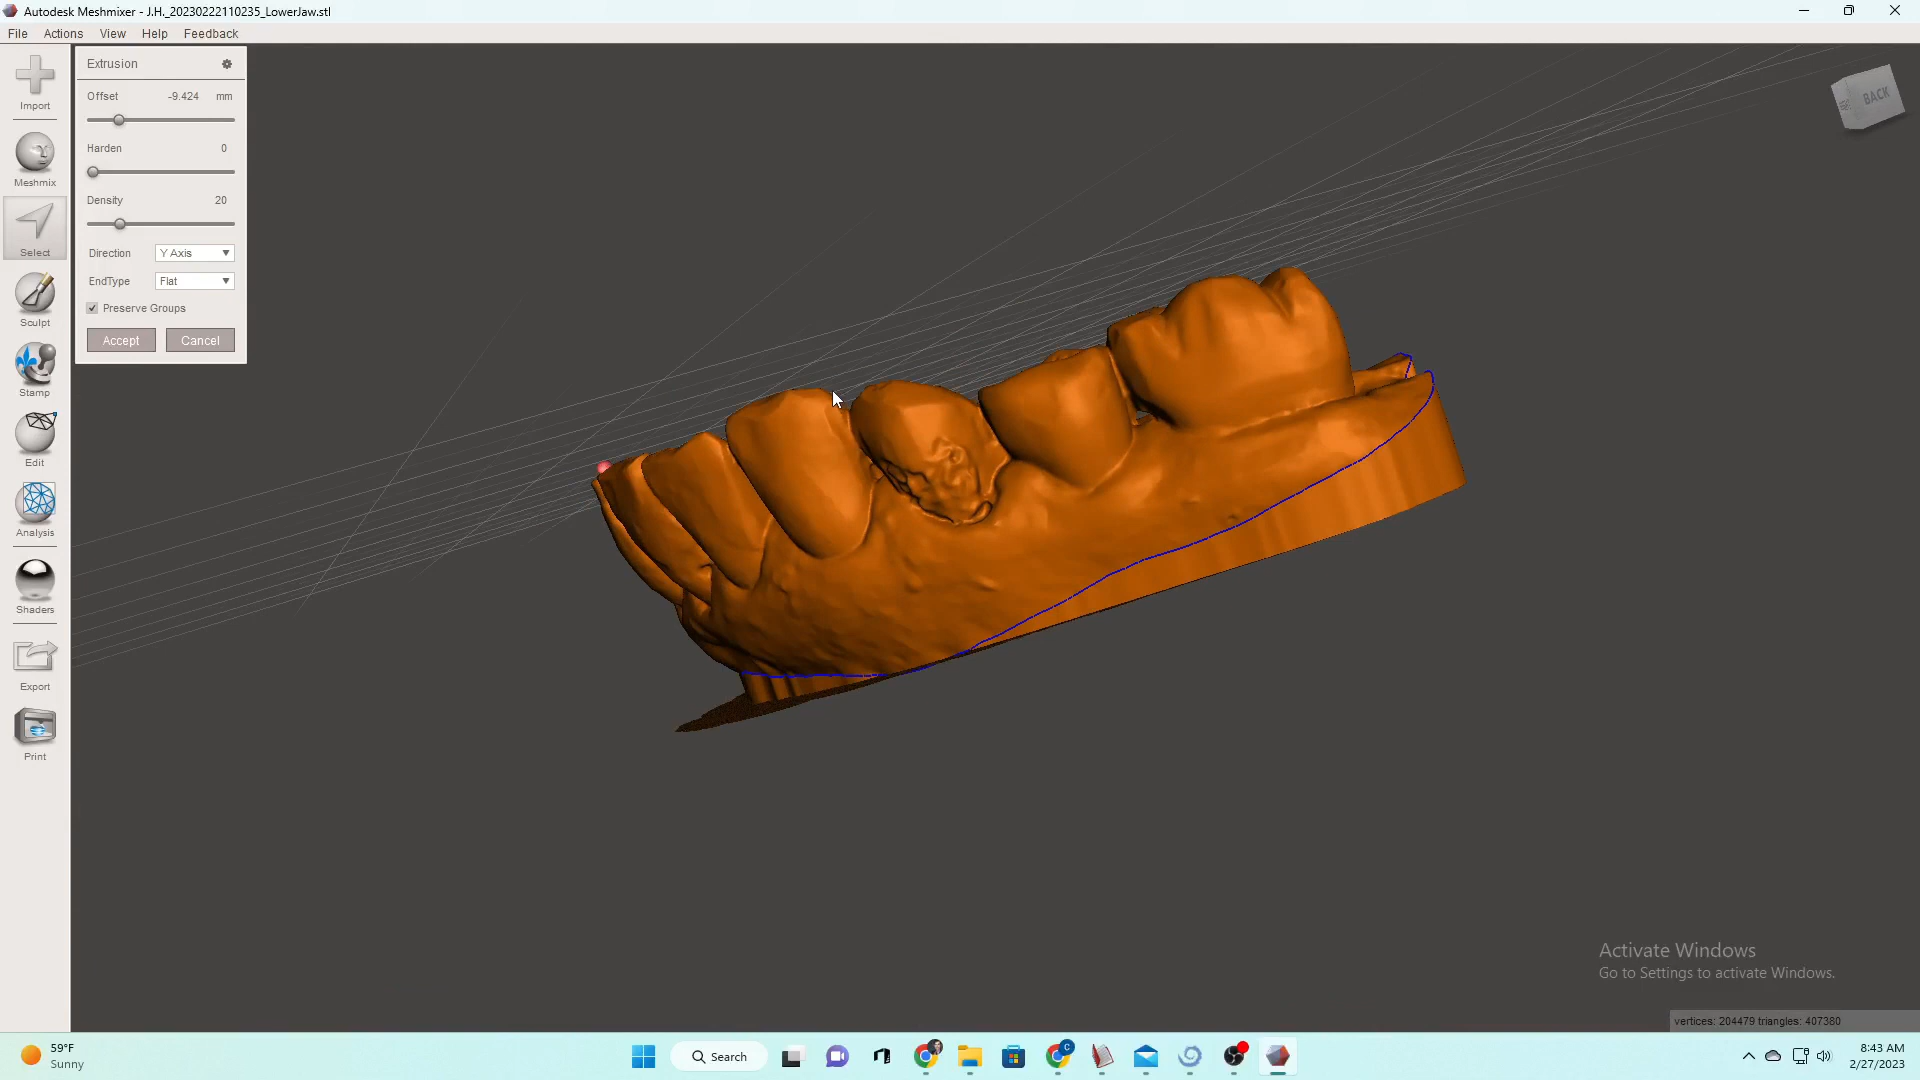 Autodesk Meshmixer - J.H._20230222110235_LowerJaw.stl
File Actions View Help Feedback
Import
Meshmix
Select
Sculpt
Stamp
Edit
Analysis
Shaders
Export
Print
Extrusion
Offset -9.424 mm
Harden 0
Density 20
Direction Y Axis
EndType Flat
Preserve Groups
Accept Cancel
BACK
Activate Windows
Go to Settings to activate Windows.
vertices: 204479 triangles: 407380
59°F
Sunny
Search
C
8:43 AM
2/27/2023